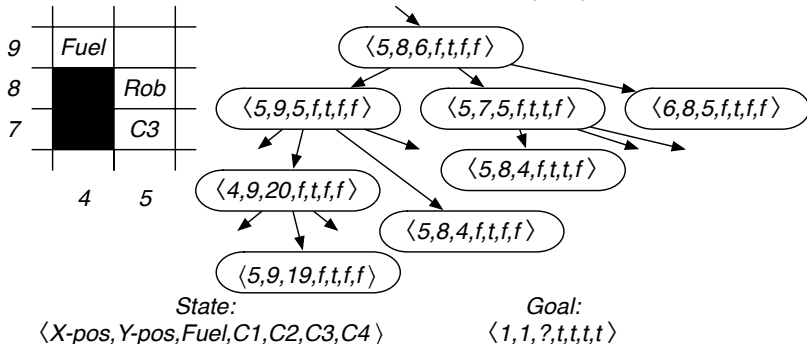 9 Fuel
8 Rob
7 C3
4 5
⟨5,8,6,f,t,f,f⟩
⟨5,9,5,f,t,f,f⟩ ⟨5,7,5,f,t,t,f⟩ ⟨6,8,5,f,t,f,f⟩
⟨5,8,4,f,t,t,f⟩
⟨4,9,20,f,t,f,f⟩
⟨5,8,4,f,t,f,f⟩
⟨5,9,19,f,t,f,f⟩
State:
⟨X-pos,Y-pos,Fuel,C1,C2,C3,C4⟩
Goal:
⟨1,1,?,t,t,t,t⟩